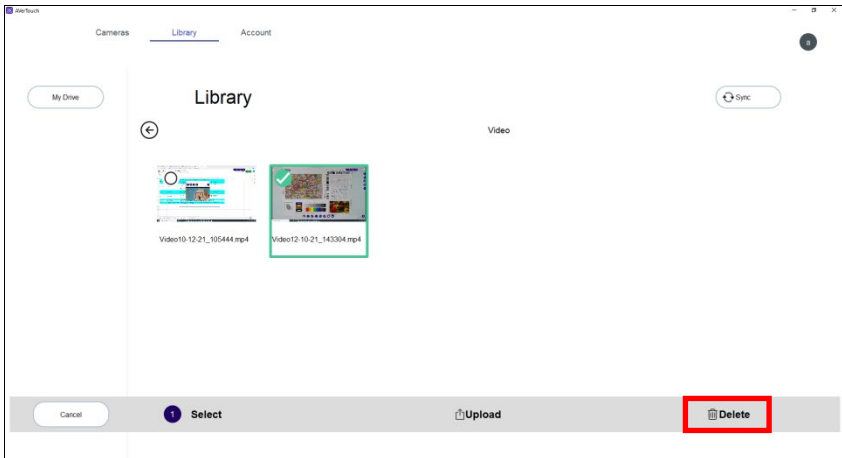 AVerTouch
Cameras Library Account
a
My Drive
Library
Sync
Video
Video10-12-21_105444.mp4 Video12-10-21_143304.mp4
Cancel
1 Select
Upload
Delete